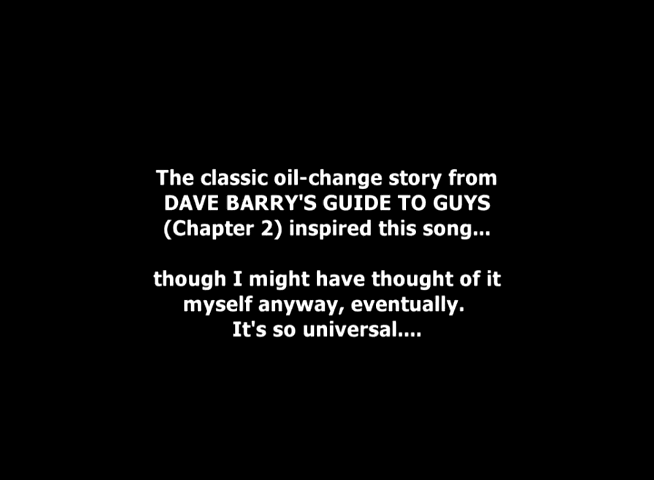 The classic oil-change story from
DAVE BARRY'S GUIDE TO GUYS
(Chapter 2) inspired this song...
though I might have thought of it
myself anyway, eventually.
It's so universal....